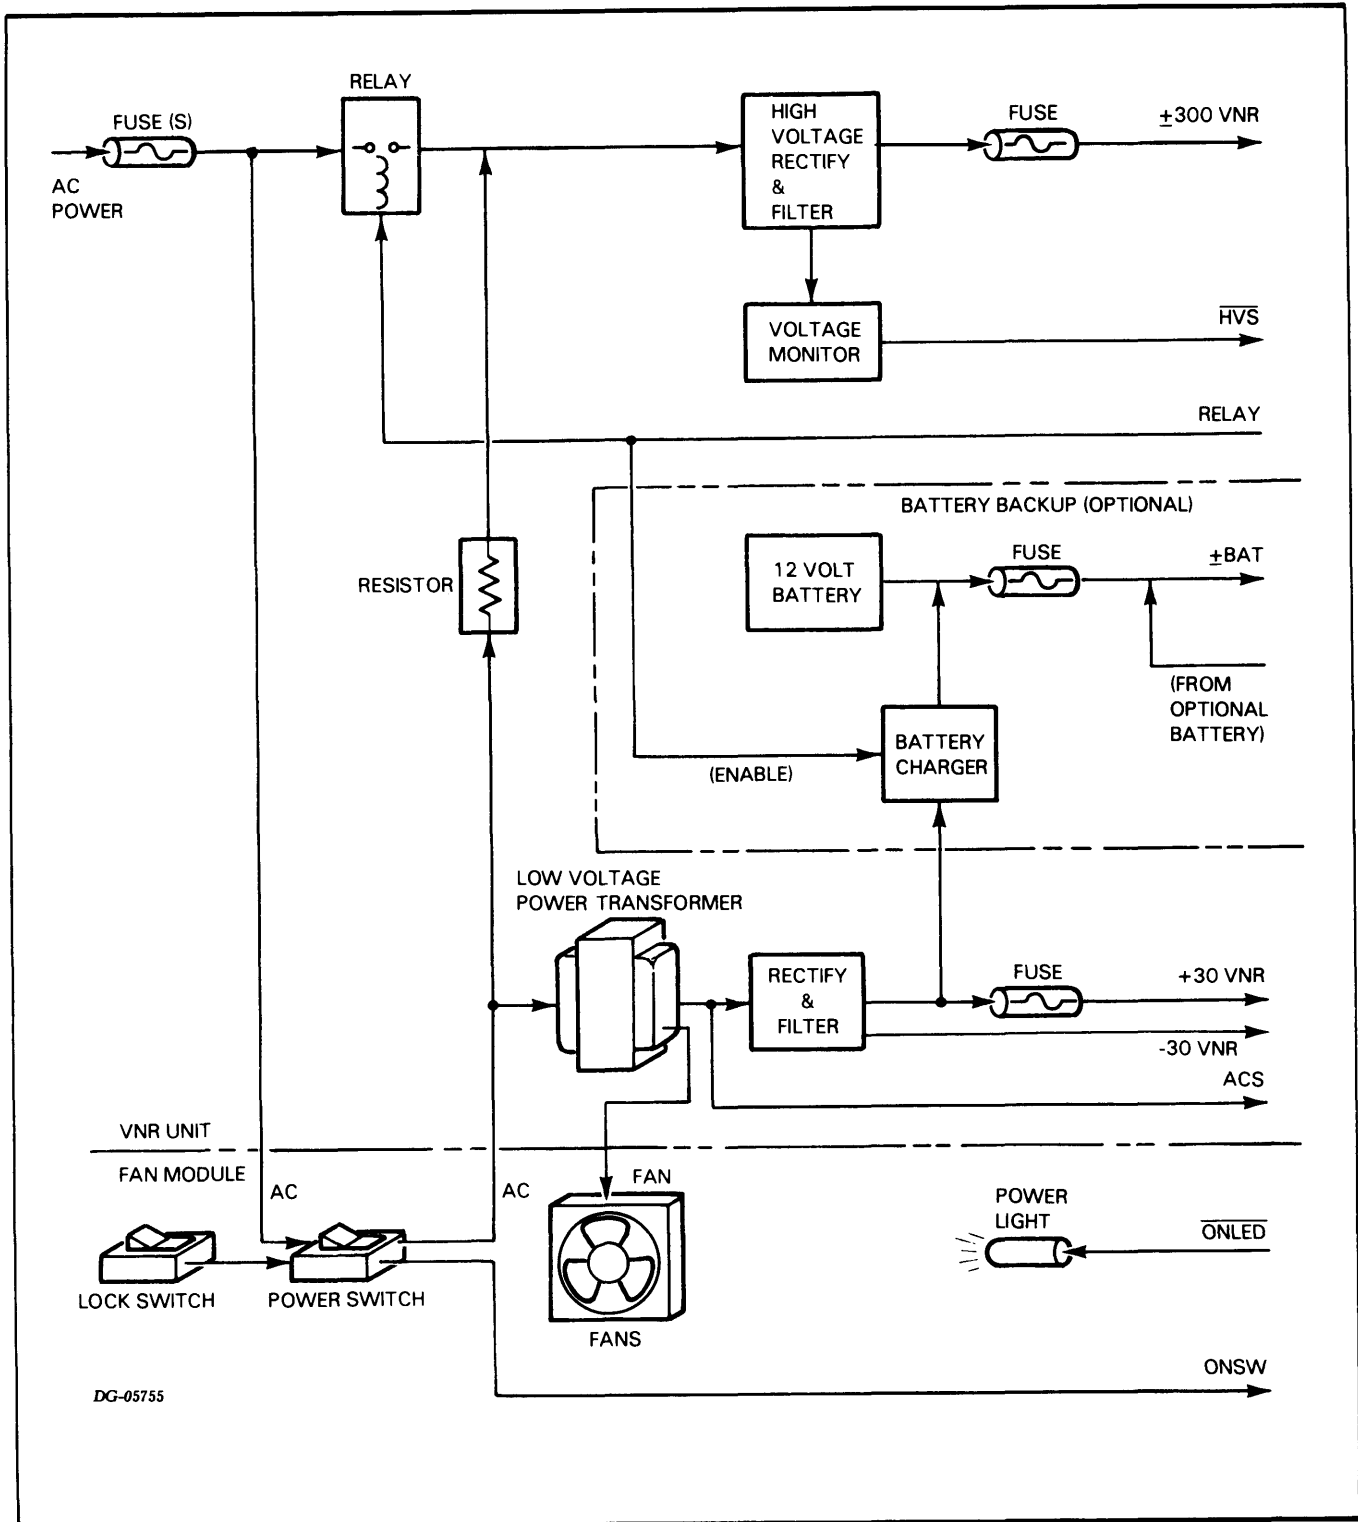 RELAY
FUSE (S)
AC
POWER
HIGH
VOLTAGE
RECTIFY
&
FILTER
FUSE
±300 VNR
VOLTAGE
MONITOR
HVS
RELAY
BATTERY BACKUP (OPTIONAL)
12 VOLT
BATTERY
FUSE
±BAT
RESISTOR
(FROM
OPTIONAL
BATTERY)
BATTERY
CHARGER
(ENABLE)
LOW VOLTAGE
POWER TRANSFORMER
RECTIFY
&
FILTER
FUSE
+30 VNR
-30 VNR
ACS
VNR UNIT
FAN MODULE
AC
AC
FAN
POWER
LIGHT
ONLED
LOCK SWITCH
POWER SWITCH
FANS
ONSW
DG-05755